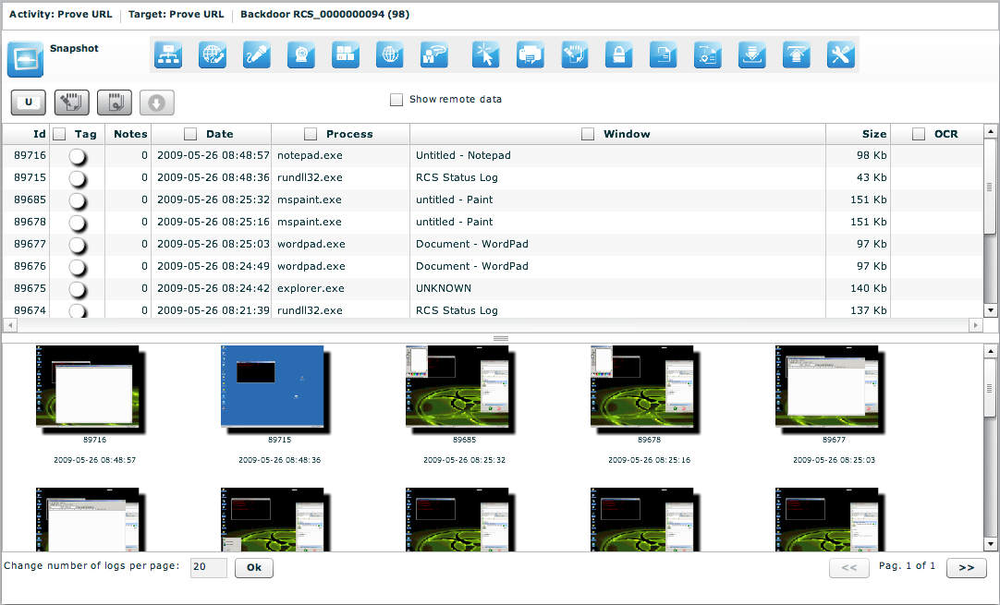 Activity: Prove URL Target: Prove URL Backdoor RCS_0000000094 (98)
Snapshot
U
Show remote data
Id Tag Notes Date Process Window Size OCR
89716 0 2009-05-26 08:48:57 notepad.exe Untitled - Notepad 98 Kb
89715 0 2009-05-26 08:48:36 rundll32.exe RCS Status Log 43 Kb
89685 0 2009-05-26 08:25:32 mspaint.exe untitled - Paint 151 Kb
89678 0 2009-05-26 08:25:16 mspaint.exe untitled - Paint 151 Kb
89677 0 2009-05-26 08:25:03 wordpad.exe Document - WordPad 97 Kb
89676 0 2009-05-26 08:24:49 wordpad.exe Document - WordPad 97 Kb
89675 0 2009-05-26 08:24:42 explorer.exe UNKNOWN 140 Kb
89674 0 2009-05-26 08:21:39 rundll32.exe RCS Status Log 137 Kb
89716 89715 89685 89678 89677
2009-05-26 08:48:57 2009-05-26 08:48:36 2009-05-26 08:25:32 2009-05-26 08:25:16 2009-05-26 08:25:03
Change number of logs per page: 20 Ok << Pag. 1 of 1 >>